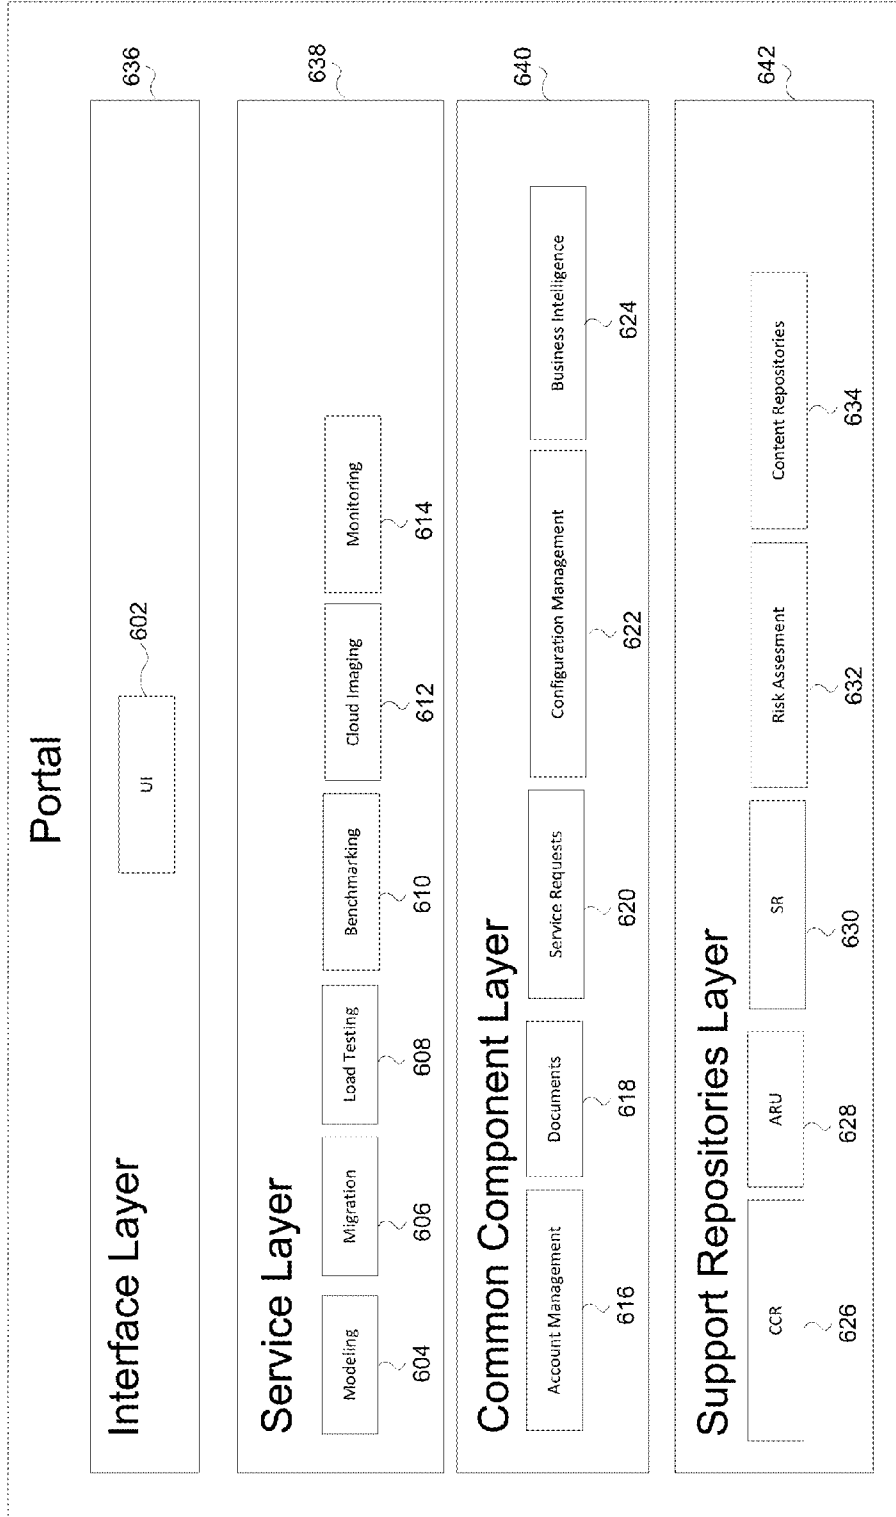 Portal
Interface Layer
636
UI
602
Service Layer
638
Modeling
604
Migration
606
Load Testing
608
Benchmarking
610
Cloud Imaging
612
Monitoring
614
Common Component Layer
640
Account Management
616
Documents
618
Service Requests
620
Configuration Management
622
Business Intelligence
624
Support Repositories Layer
642
CCR
626
ARU
628
SR
630
Risk Assesment
632
Content Repositories
634